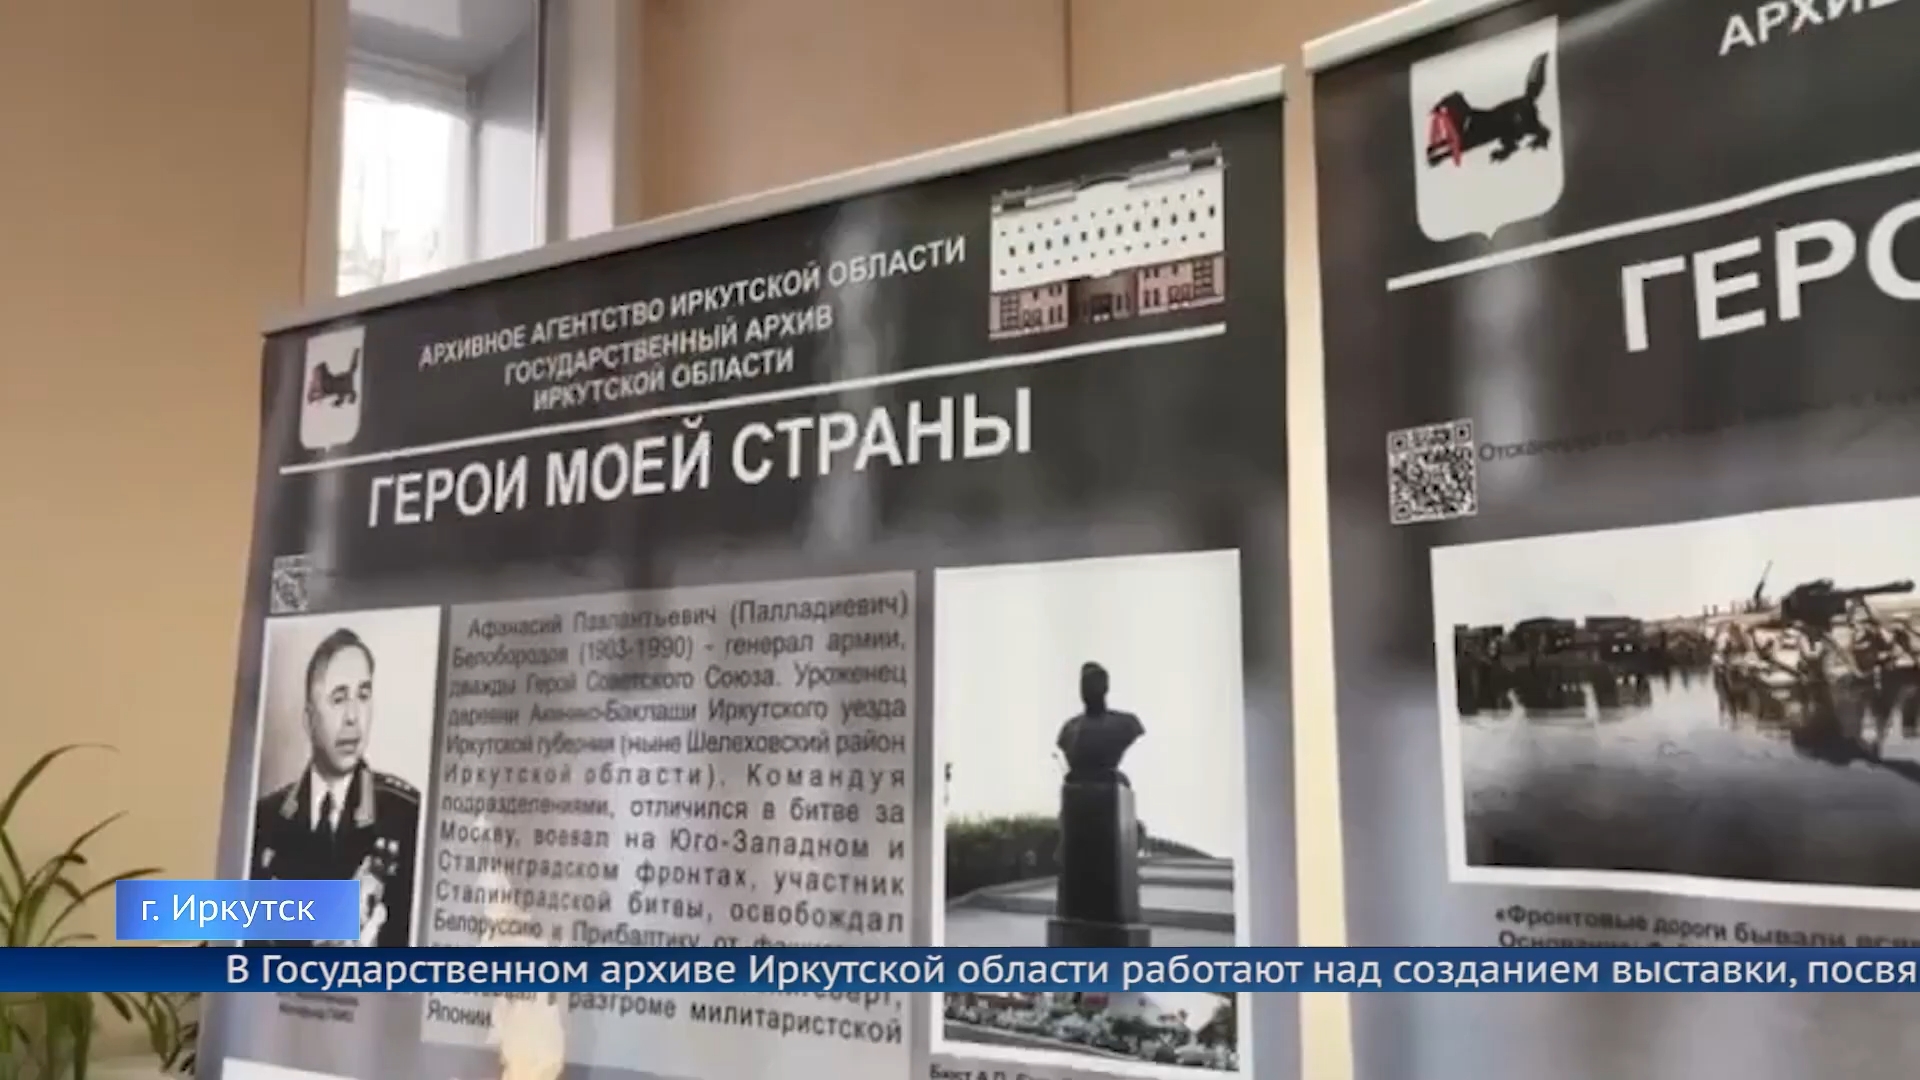 АРХИВНОЕ АГЕНТСТВО ИРКУТСКОЙ ОБЛАСТИ
ГОСУДАРСТВЕННЫЙ АРХИВ
ИРКУТСКОЙ ОБЛАСТИ
ГЕРОИ МОЕЙ СТРАНЫ
Афанасий Павлантьевич (Палладиевич)
Белобородов (1903-1990) - генерал армии,
дважды Герой Советского Союза. Уроженец
деревни Акинино-Баклаши Иркутского уезда
Иркутской губернии (ныне Шелеховский район
Иркутской области). Командуя
подразделениями, отличился в битве за
Москву, воевал на Юго-Западном и
Сталинградском фронтах, участник
Сталинградской битвы, освобождал
Белоруссию и Прибалтику от
в разгроме милитаристской
Японии.
Бюст А.П.
АРХИ
ГЕРО
«Фронтовые дороги бывали
г. Иркутск
В Государственном архиве Иркутской области работают над созданием выставки, посвя